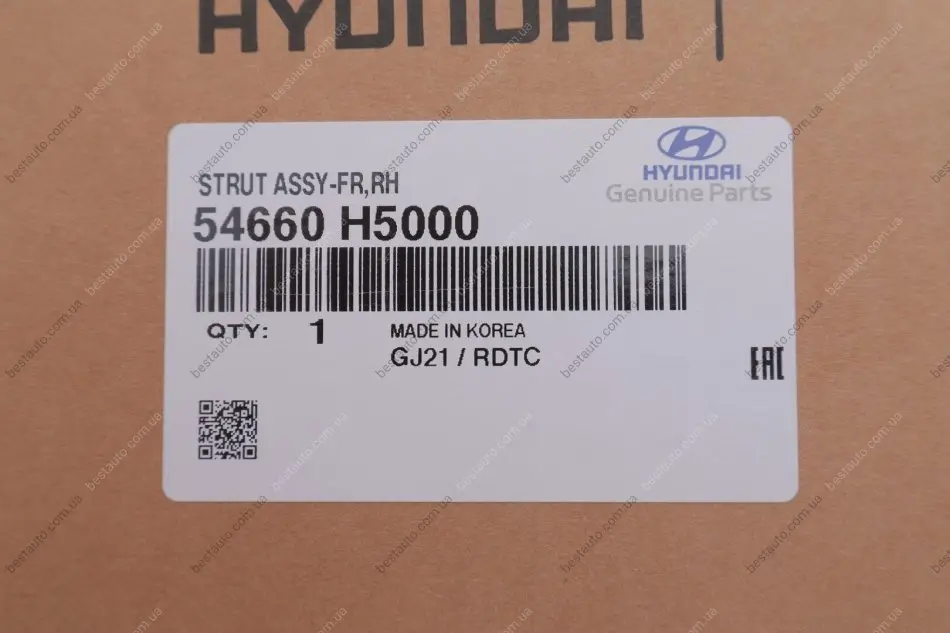 HYUNDAI
HYUNDAI
Genuine Parts
STRUT ASSY-FR,RH
54660 H5000
QTY: 1
MADE IN KOREA
GJ21 / RDTC
EAC
bestauto.com.ua